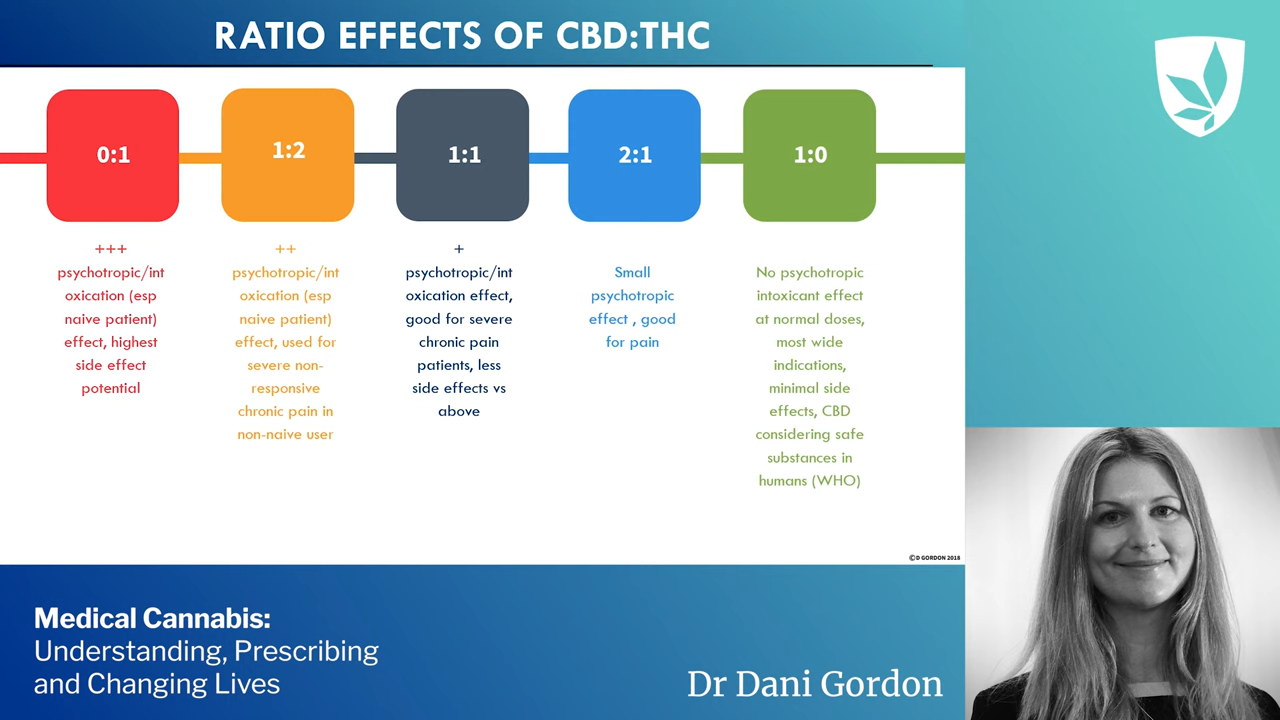 RATIO EFFECTS OF CBD:THC
0:1
+++
psychotropic/int
oxication (esp
naive patient)
effect, highest
side effect
potential
1:2
++
psychotropic/int
oxication (esp
naive patient)
effect, used for
severe non-
responsive
chronic pain in
non-naive user
1:1
+
psychotropic/int
oxication effect,
good for severe
chronic pain
patients, less
side effects vs
above
2:1
Small
psychotropic
effect , good
for pain
1:0
No psychotropic
intoxicant effect
at normal doses,
most wide
indications,
minimal side
effects, CBD
considering safe
substances in
humans (WHO)
©D GORDON 2018
Medical Cannabis:
Understanding, Prescribing
and Changing Lives
Dr Dani Gordon